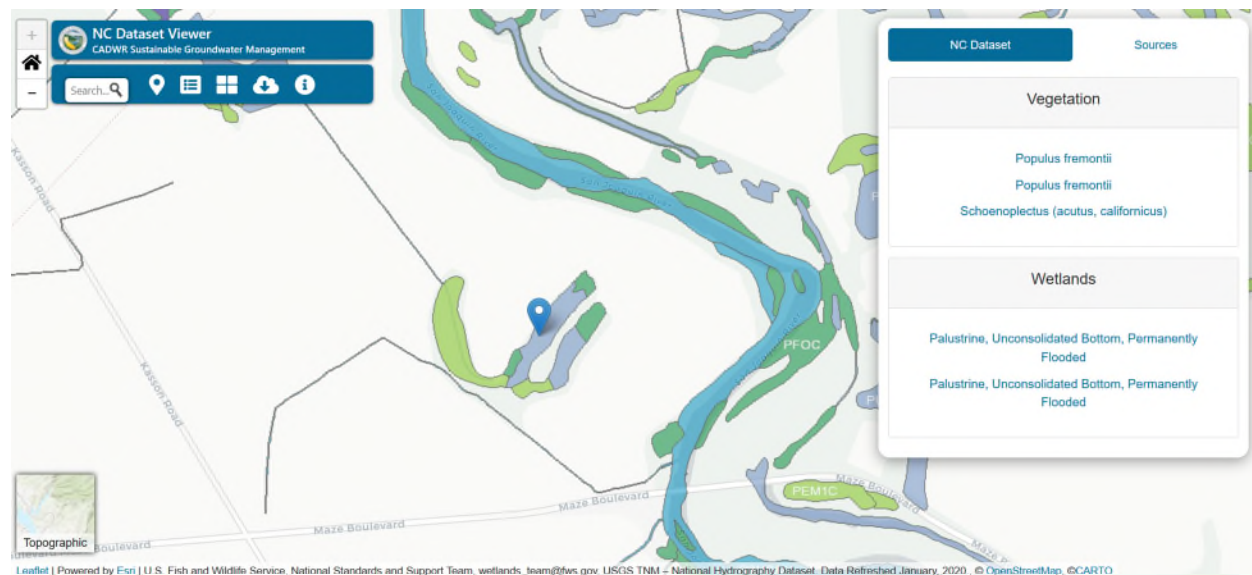 +
−
NC Dataset Viewer
CADWR Sustainable Groundwater Management
Search...
NC Dataset
Sources
Vegetation
Populus fremontii
Populus fremontii
Schoenoplectus (acutus, californicus)
Wetlands
Palustrine, Unconsolidated Bottom, Permanently
Flooded
Palustrine, Unconsolidated Bottom, Permanently
Flooded
San Joaquin River
San Joaquin River
Kasson Road
Kasson Road
PFOC
PEM1C
Maze Boulevard
Maze Boulevard
Maze Boulevard
Topographic
Leaflet | Powered by Esri | U.S. Fish and Wildlife Service, National Standards and Support Team, wetlands_team@fws.gov, USGS TNM – National Hydrography Dataset. Data Refreshed January, 2020., © OpenStreetMap, ©CARTO